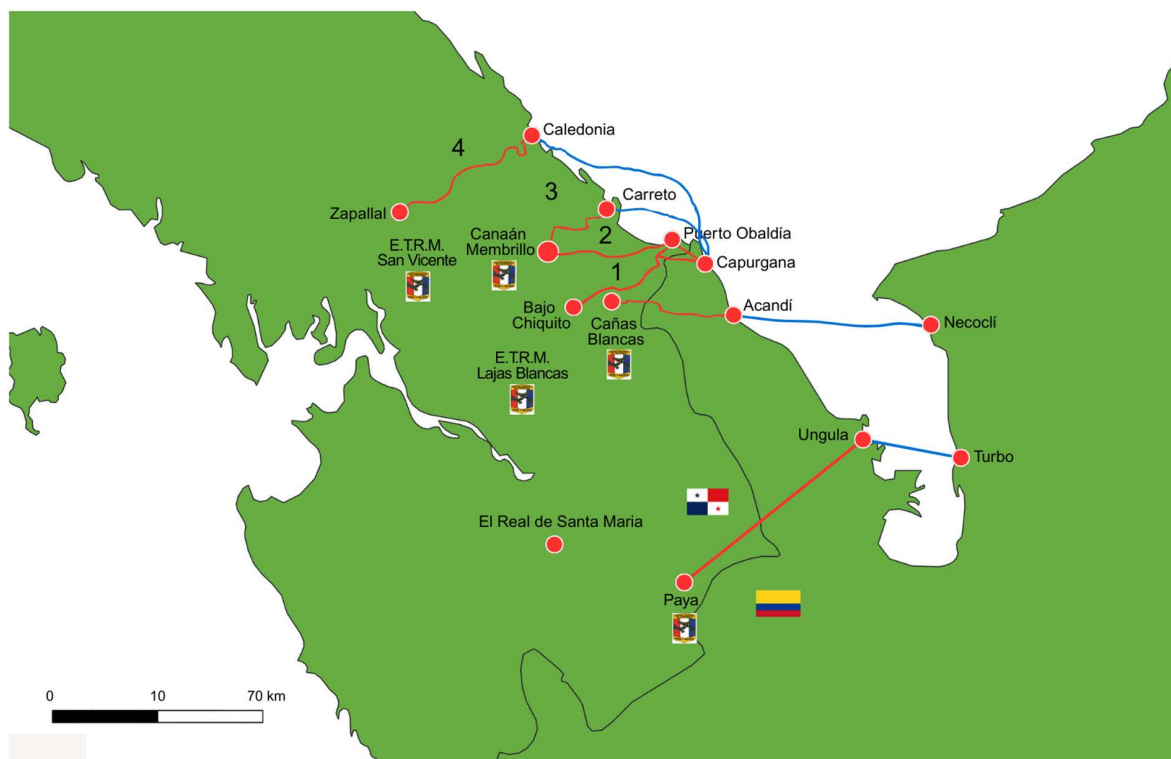 Caledonia
4
3
Carreto
Zapallal
Canaán
Membrillo
2
Puerto Obaldía
E.T.R.M.
San Vicente
Capurgana
1
Bajo
Chiquito
Cañas
Blancas
Acandí
Necoclí
E.T.R.M.
Lajas Blancas
Ungula
Turbo
El Real de Santa Maria
Paya
0 10 70 km